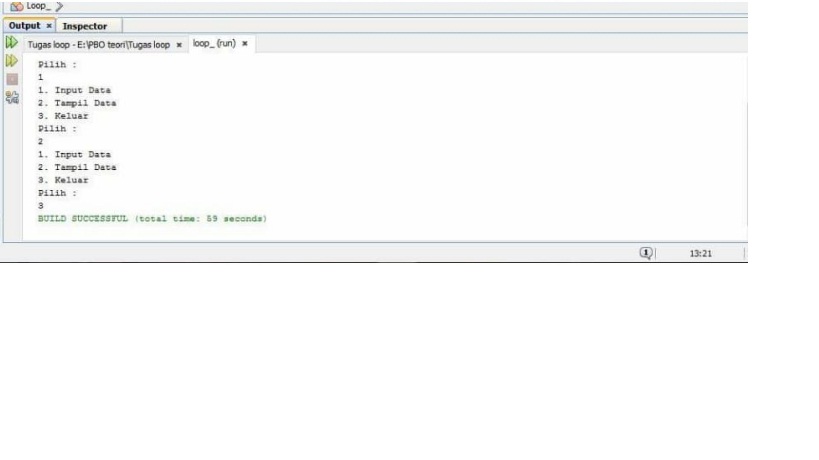 Loop_
Output × Inspector
Tugas loop - E:\PBO teori\Tugas loop × loop_ (run) ×
Pilih :
1
1. Input Data
2. Tampil Data
3. Keluar
Pilih :
2
1. Input Data
2. Tampil Data
3. Keluar
Pilih :
3
BUILD SUCCESSFUL (total time: 59 seconds)
1 13:21